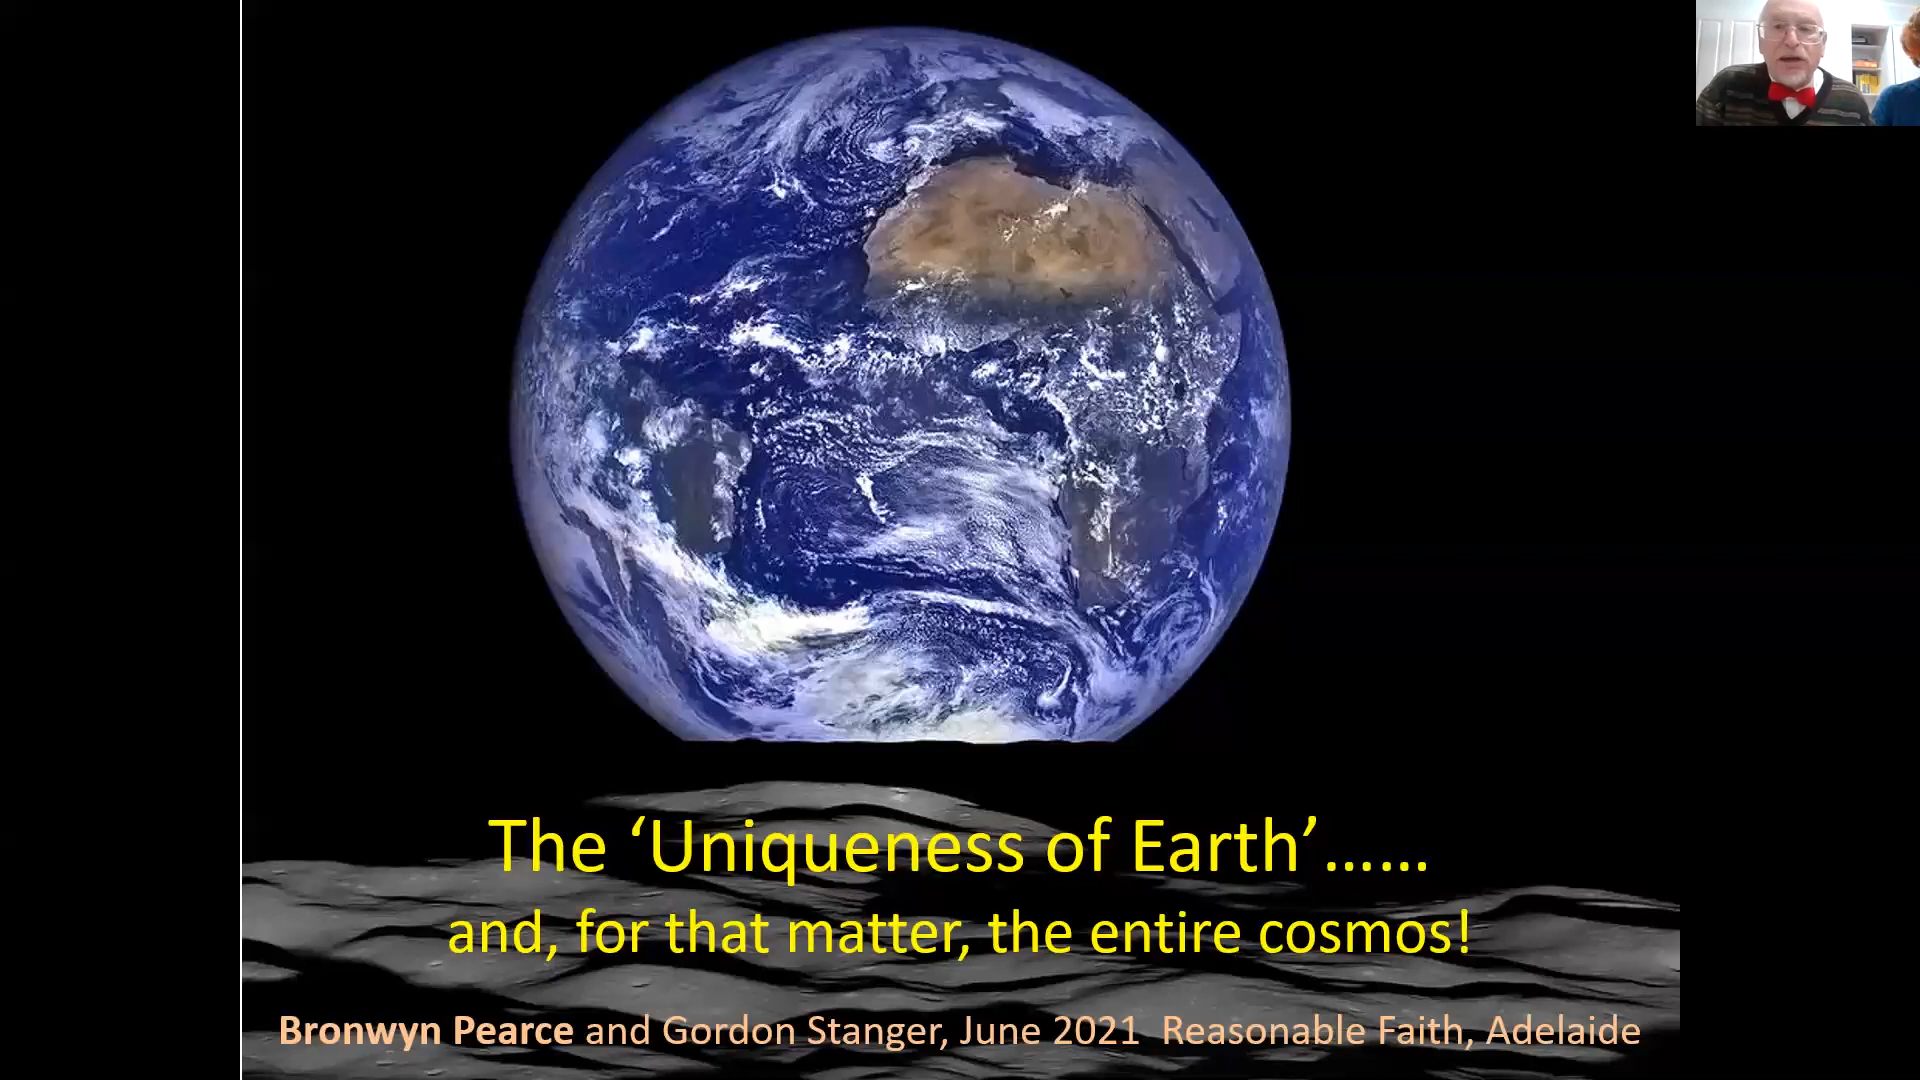 The ‘Uniqueness of Earth’……
and, for that matter, the entire cosmos!
Bronwyn Pearce and Gordon Stanger, June 2021 Reasonable Faith, Adelaide